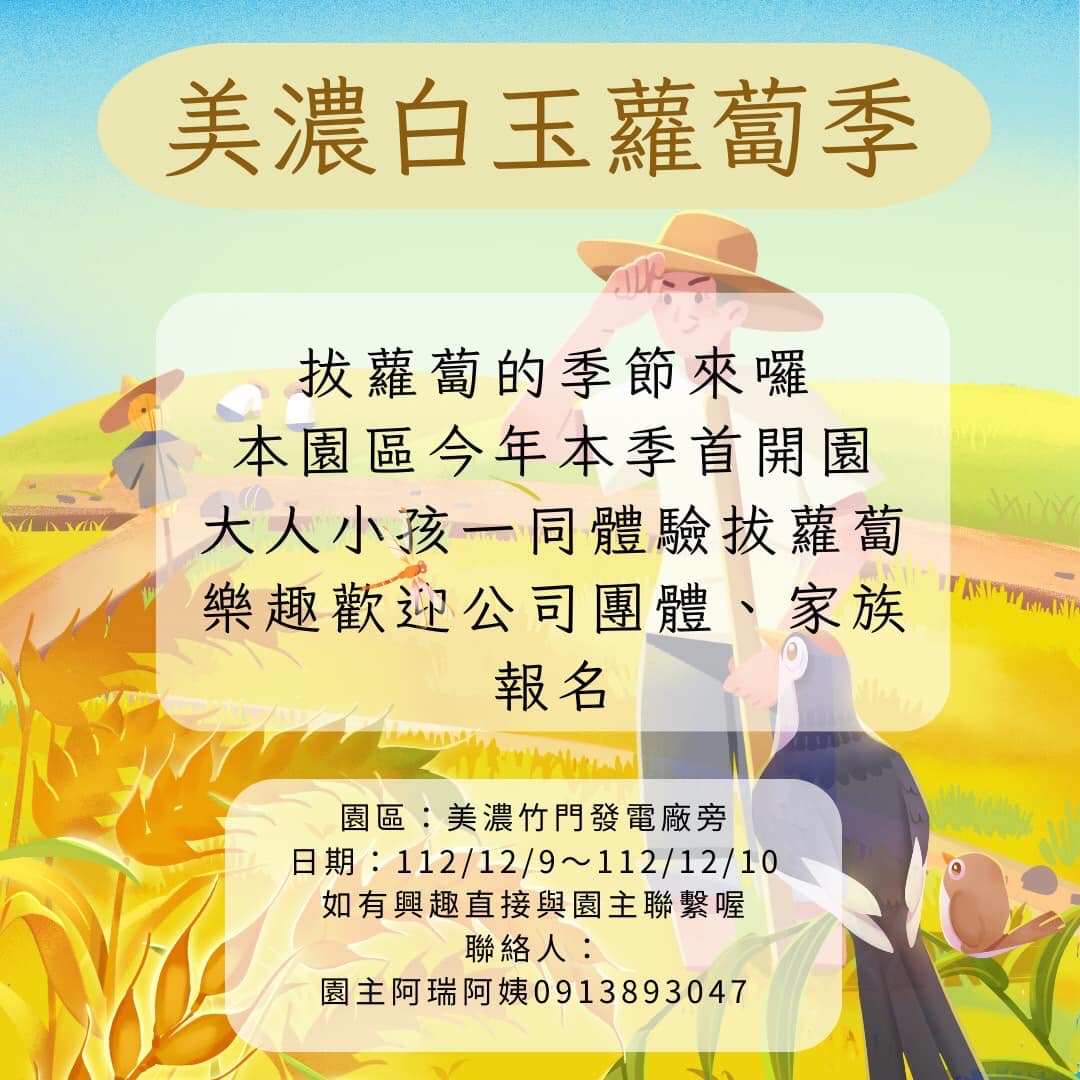 美濃白玉蘿蔔季
拔蘿蔔的季節來囉
本園區今年本季首開園
大人小孩一同體驗拔蘿蔔
樂趣歡迎公司團體、家族
報名
園區：美濃竹門發電廠旁
日期：112/12/9～112/12/10
如有興趣直接與園主聯繫喔
聯絡人：
園主阿瑞阿姨0913893047